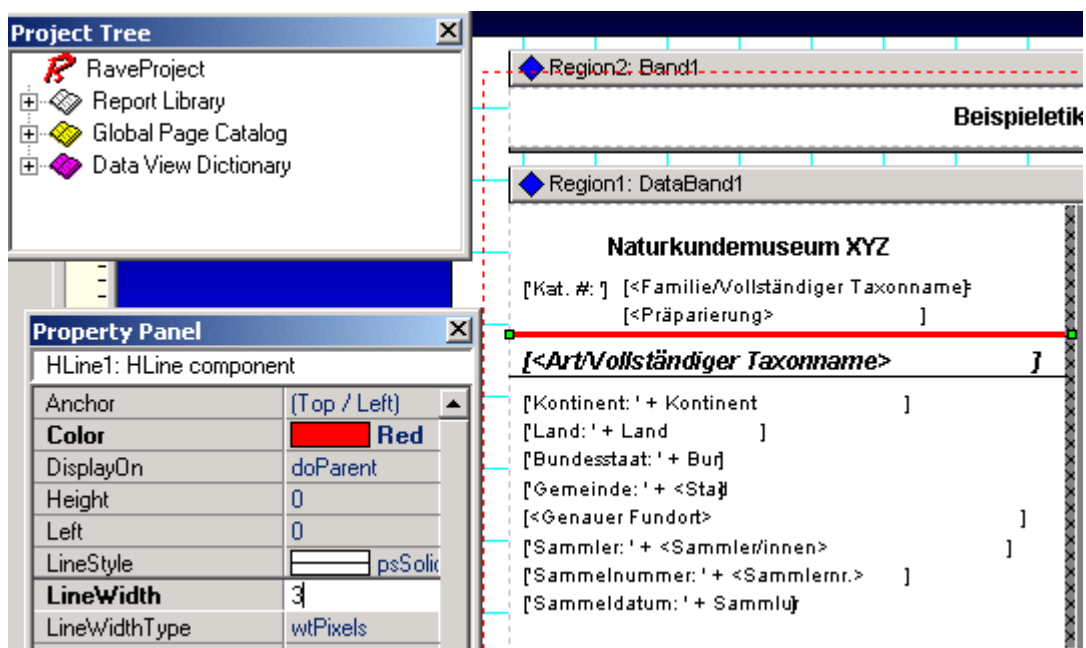 Project Tree
RaveProject
Report Library
Global Page Catalog
Data View Dictionary
Region2: Band1
Beispieletik
Region1: DataBand1
Naturkundemuseum XYZ
['Kat. #: '] [<Familie/Vollständiger Taxonname>
[<Präparierung> ]
[<Art/Vollständiger Taxonname> ]
['Kontinent: ' + Kontinent ]
['Land: ' + Land ]
['Bundesstaat: ' + Bun]
['Gemeinde: ' + <Stad
[<Genauer Fundort> ]
['Sammler: ' + <Sammler/innen> ]
['Sammelnummer: ' + <Sammlernr.> ]
['Sammeldatum: ' + Sammlu
Property Panel
HLine1: HLine component
Anchor (Top / Left)
Color Red
DisplayOn doParent
Height 0
Left 0
LineStyle psSolid
LineWidth 3
LineWidthType wtPixels